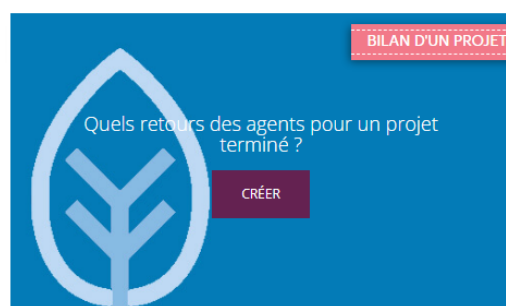 BILAN D'UN PROJET
Quels retours des agents pour un projet
terminé ?
CRÉER